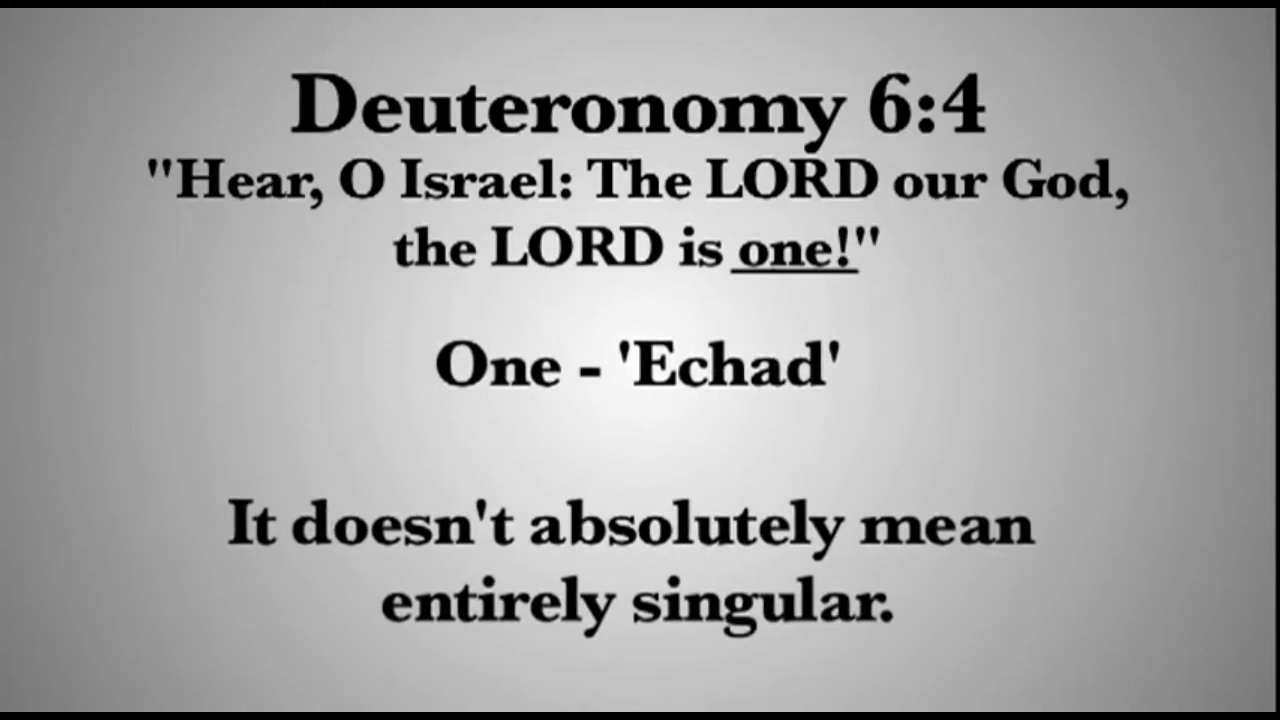 Deuteronomy 6:4
"Hear, O Israel: The LORD our God,
the LORD is one!"
One - 'Echad'
It doesn't absolutely mean
entirely singular.